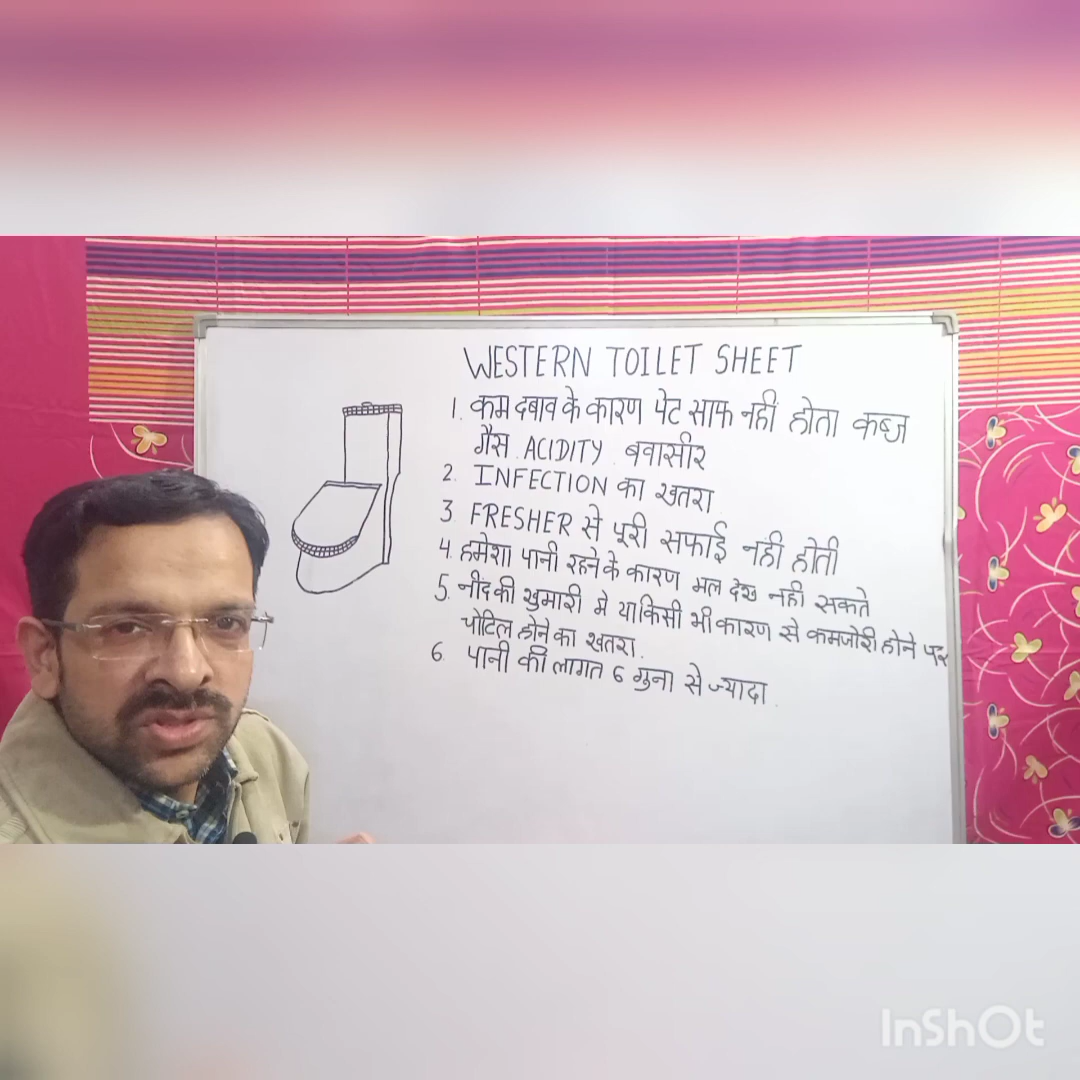 WESTERN TOILET SHEET
1. कम दबाव के कारण पेट साफ नही होता कब्ज
गैस . ACIDITY . बवासीर
2. INFECTION का खतरा
3 FRESHER से पूरी सफाई नही होती
4. हमेशा पानी रहने के कारण मल देख नही सकते
5. नींद की खुमारी मे या किसी भी कारण से कमजोरी होने पर
चोटिल होने का खतरा .
6. पानी की लागत 6 गुना से ज्यादा .
InShOt